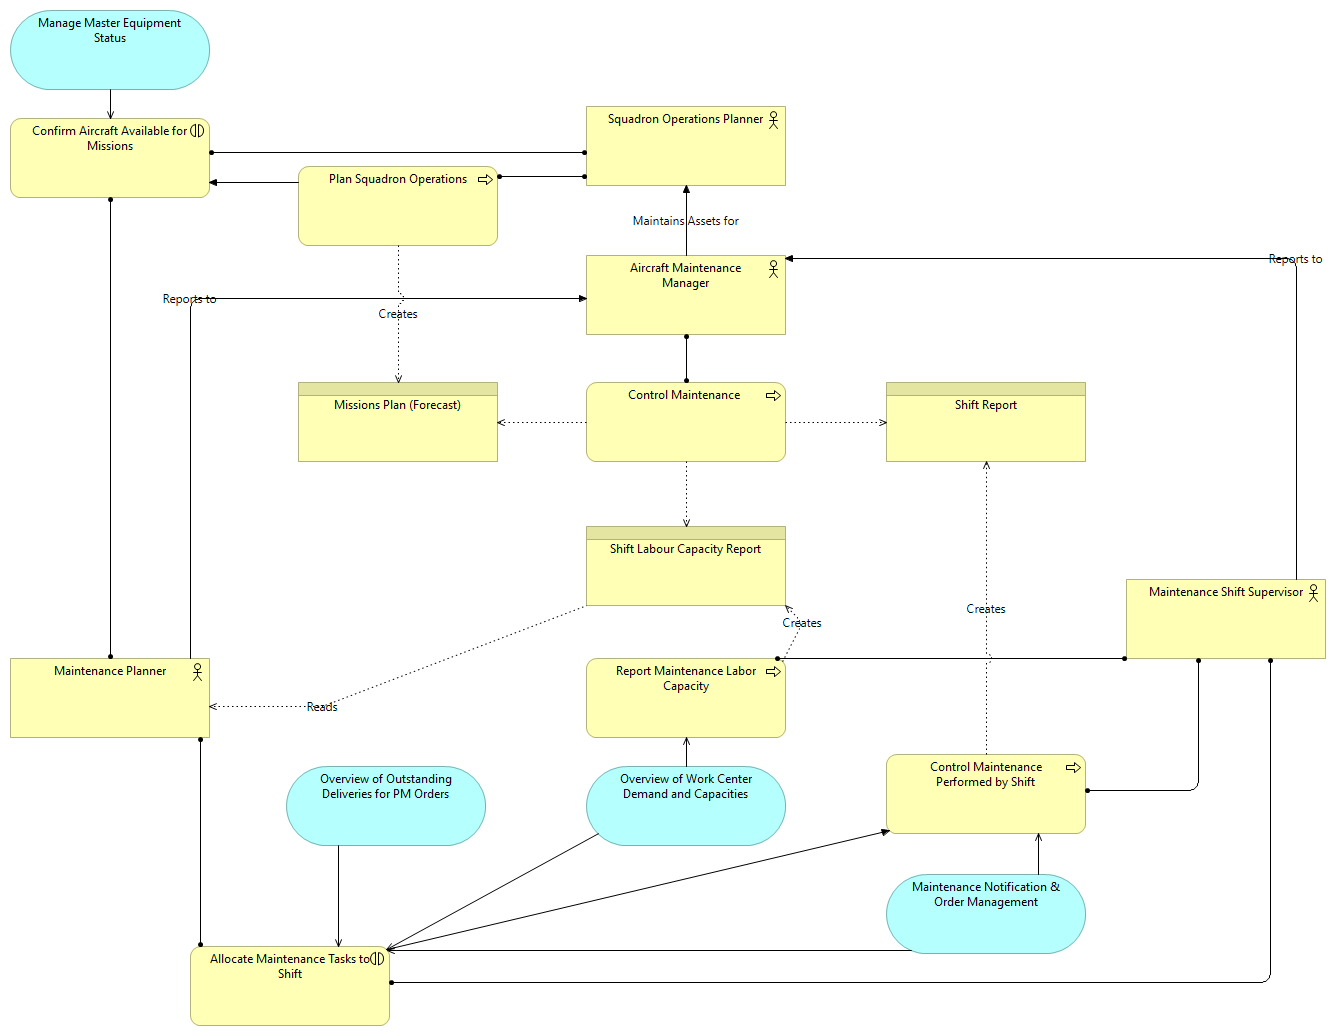 Manage Master Equipment
Status
Confirm Aircraft Available for
Missions
Squadron Operations Planner
Plan Squadron Operations
Maintains Assets for
Aircraft Maintenance
Manager
Reports to
Reports to
Creates
Missions Plan (Forecast)
Control Maintenance
Shift Report
Shift Labour Capacity Report
Maintenance Shift Supervisor
Creates
Creates
Maintenance Planner
Report Maintenance Labor
Capacity
Reads
Overview of Outstanding
Deliveries for PM Orders
Overview of Work Center
Demand and Capacities
Control Maintenance
Performed by Shift
Maintenance Notification &
Order Management
Allocate Maintenance Tasks to
Shift